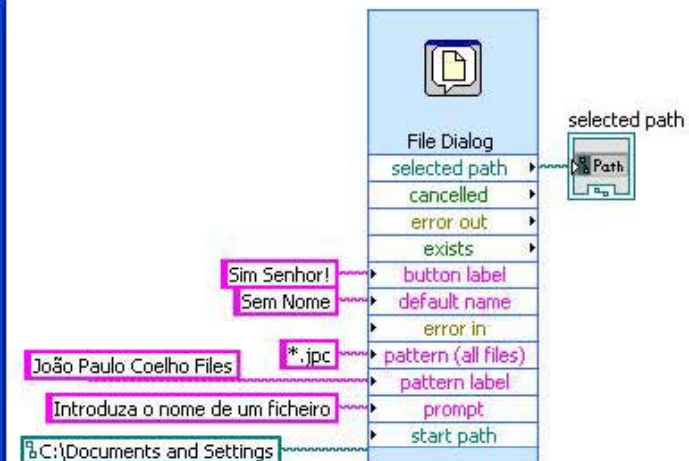 File Dialog
selected path
selected path
Path
cancelled
error out
exists
Sim Senhor!
button label
Sem Nome
default name
error in
*.jpc
pattern (all files)
João Paulo Coelho Files
pattern label
Introduza o nome de um ficheiro
prompt
start path
C:\Documents and Settings